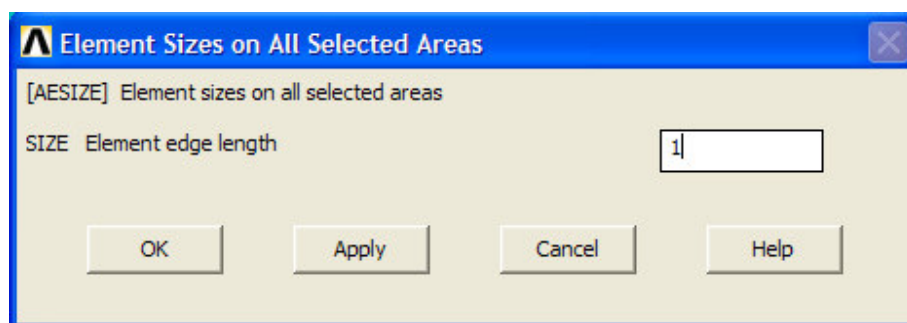 Element Sizes on All Selected Areas
[AESIZE] Element sizes on all selected areas
SIZE Element edge length 1
OK Apply Cancel Help